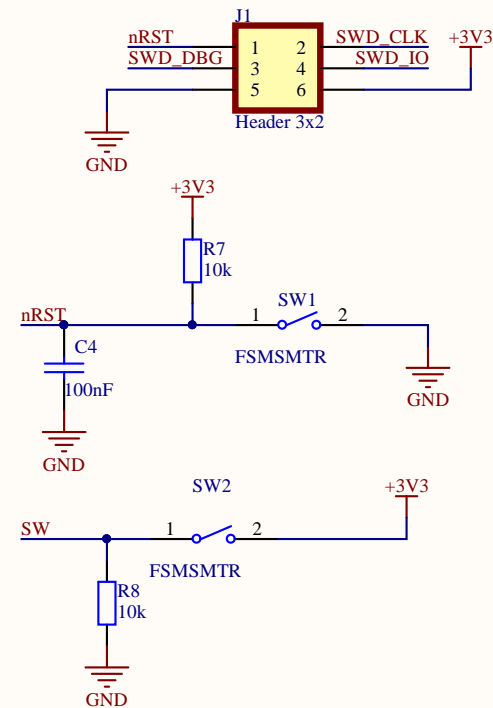 J1
nRST 1 2 SWD_CLK +3V3
SWD_DBG 3 4 SWD_IO
5 6
Header 3x2
GND
+3V3
R7
10k
nRST 1 SW1 2
C4
FSMSMTR
100nF
GND
GND
SW2
+3V3
SW 1 2
FSMSMTR
R8
10k
GND